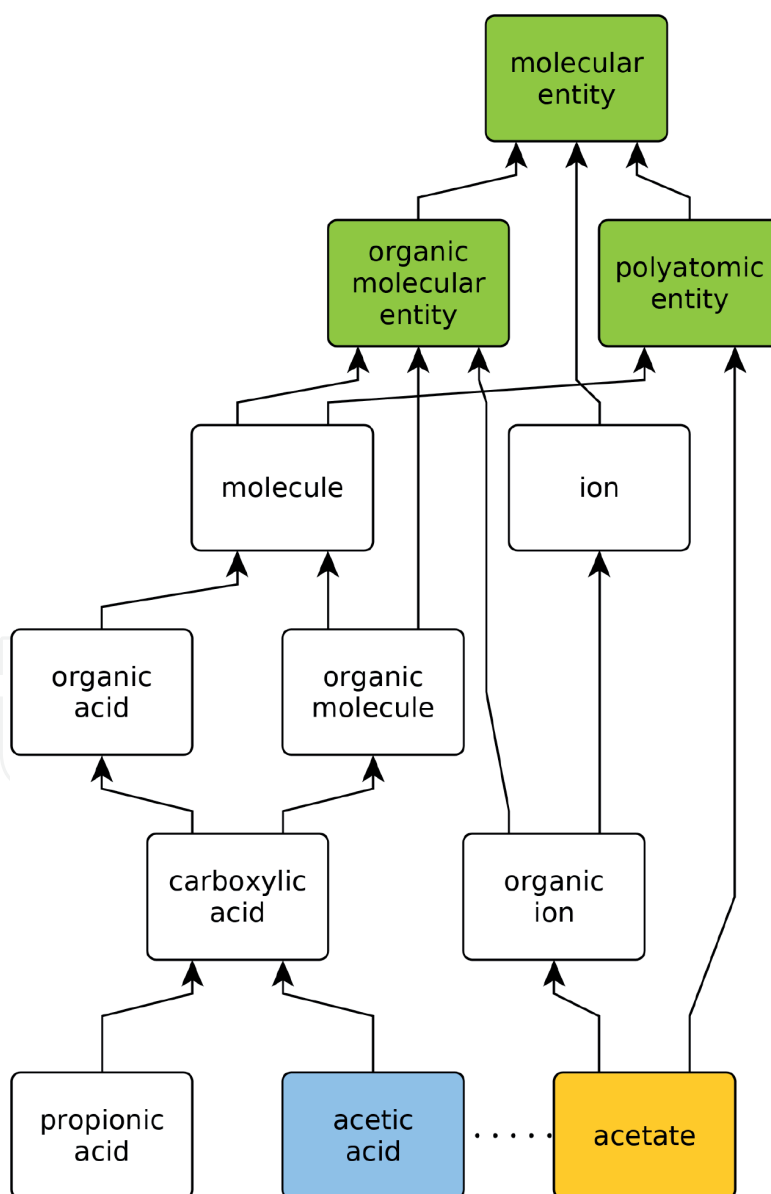 molecular
entity
organic
molecular
entity
polyatomic
entity
molecule
ion
organic
acid
organic
molecule
carboxylic
acid
organic
ion
propionic
acid
acetic
acid
acetate